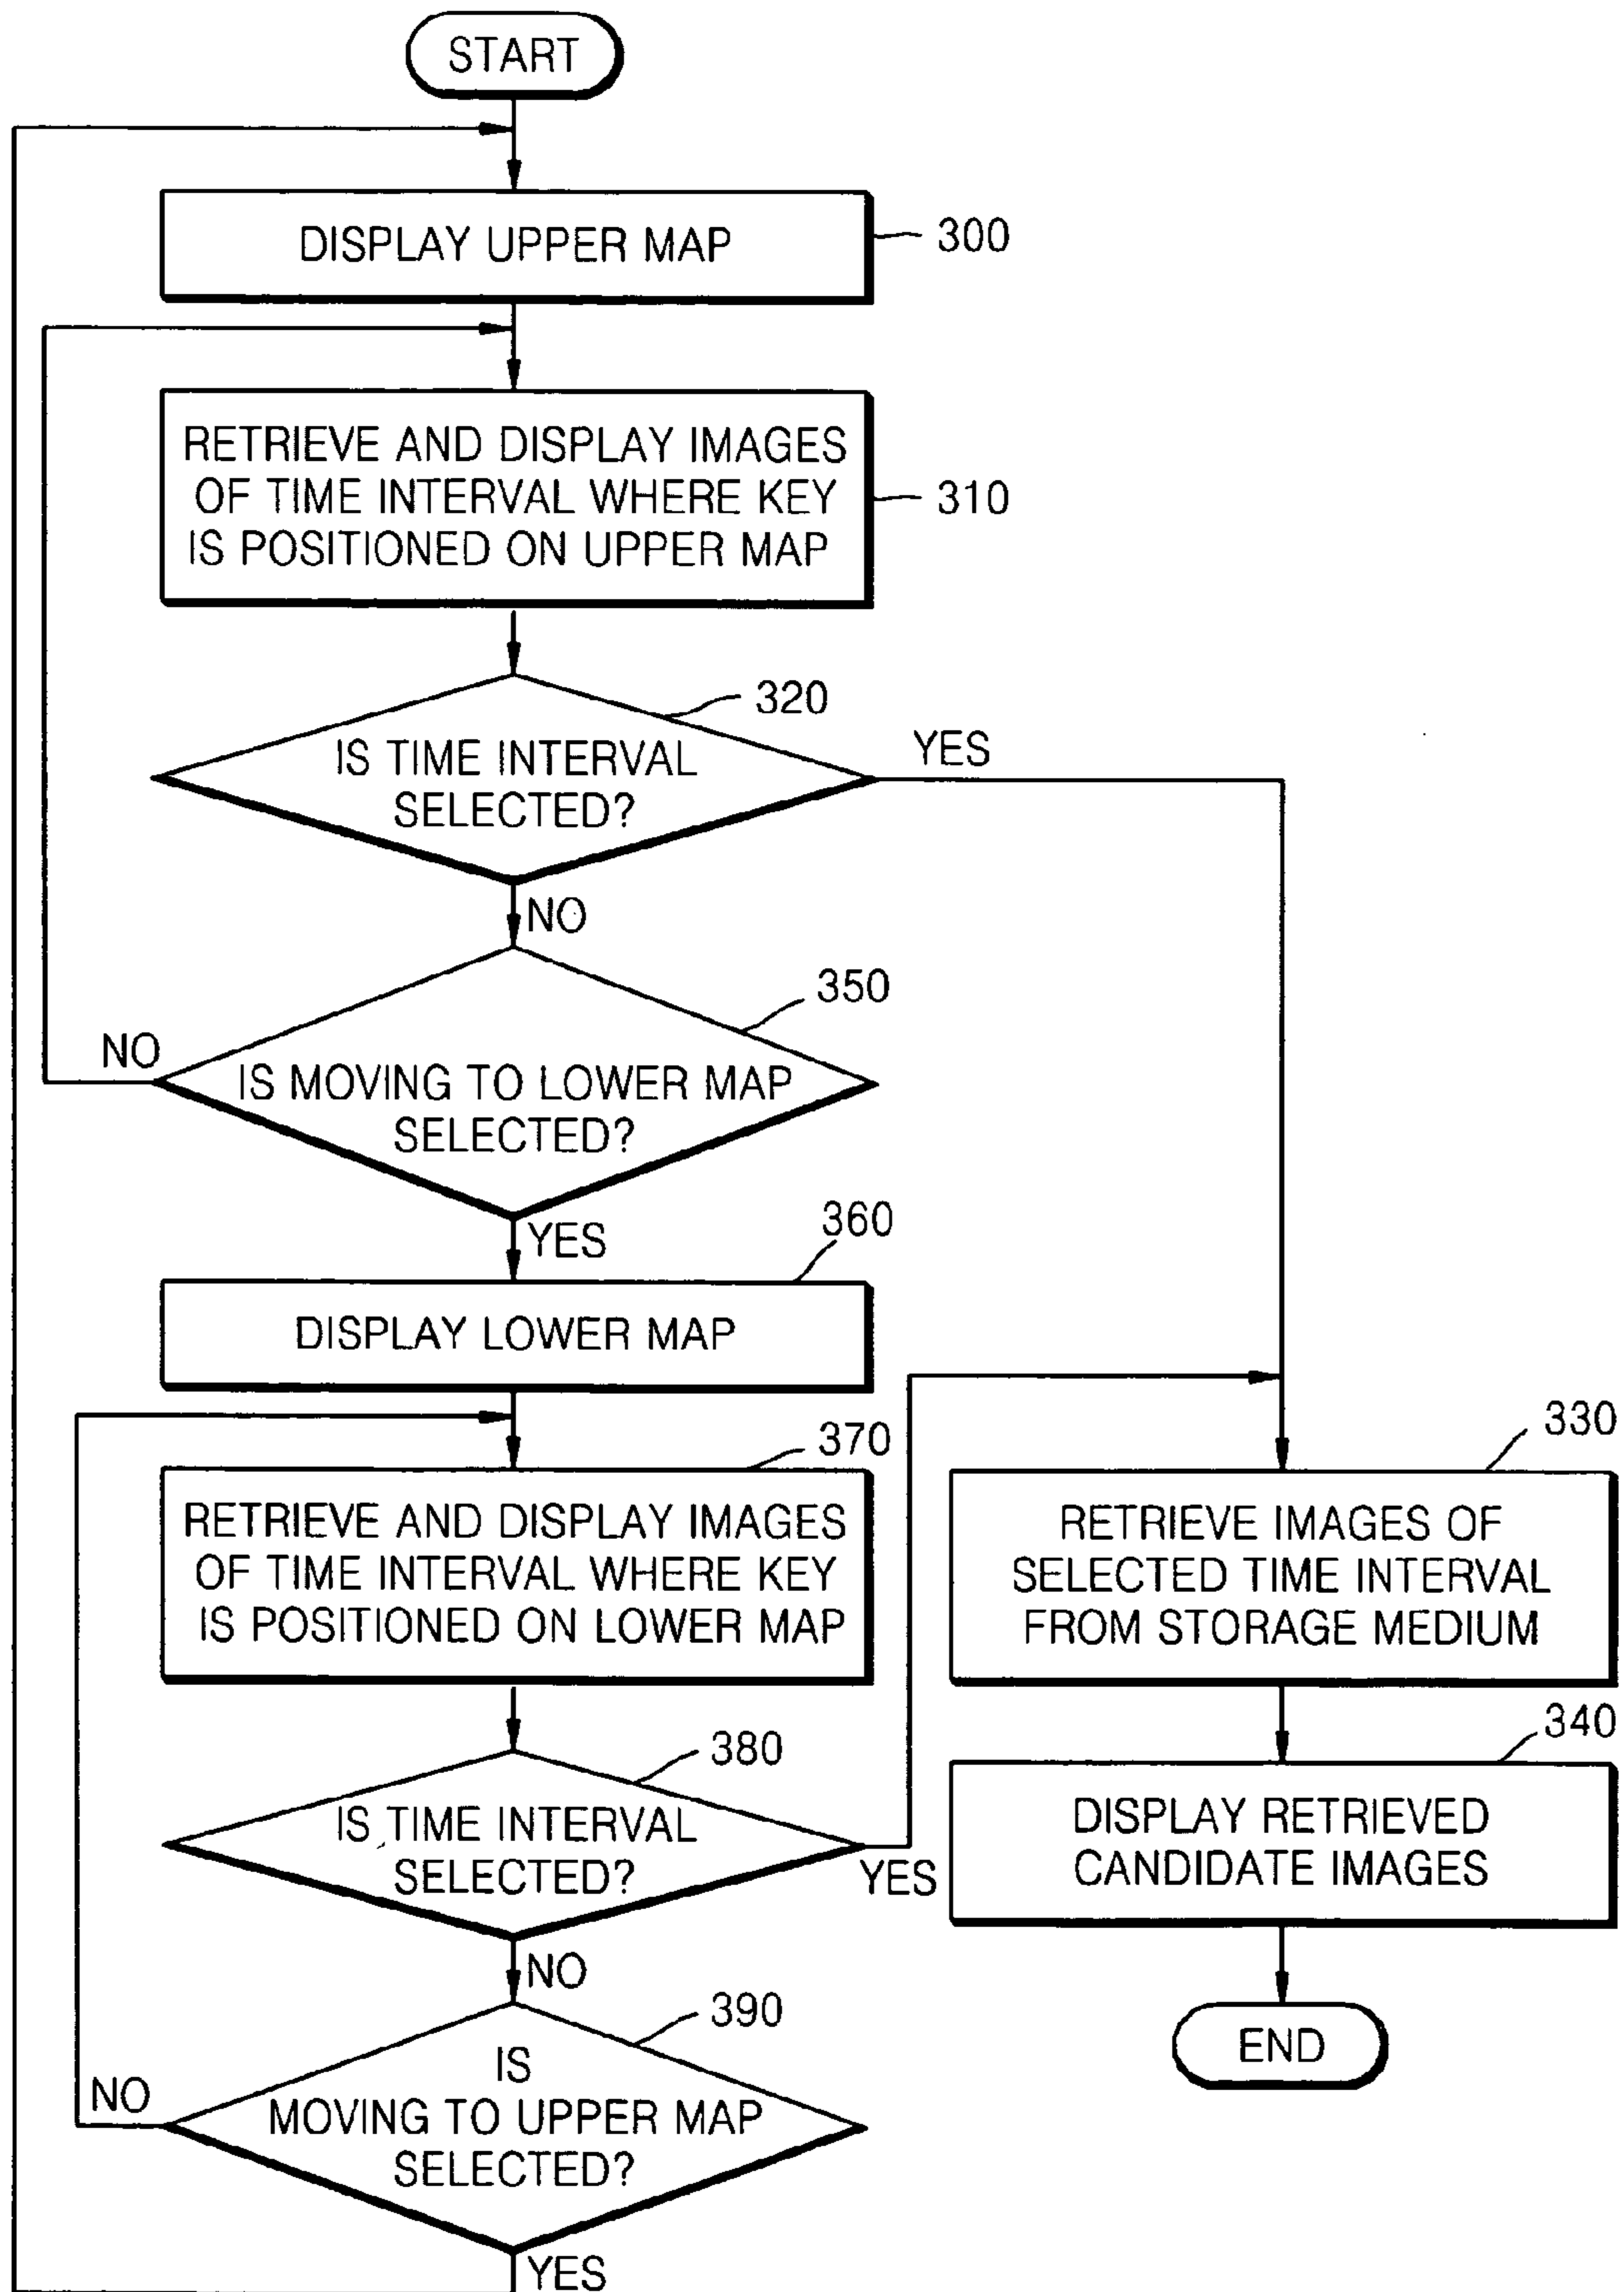 START
DISPLAY UPPER MAP
300
RETRIEVE AND DISPLAY IMAGES
OF TIME INTERVAL WHERE KEY
IS POSITIONED ON UPPER MAP
310
320
IS TIME INTERVAL
SELECTED?
YES
NO
350
NO
IS MOVING TO LOWER MAP
SELECTED?
YES
360
DISPLAY LOWER MAP
370
RETRIEVE AND DISPLAY IMAGES
OF TIME INTERVAL WHERE KEY
IS POSITIONED ON LOWER MAP
330
RETRIEVE IMAGES OF
SELECTED TIME INTERVAL
FROM STORAGE MEDIUM
380
IS TIME INTERVAL
SELECTED?
YES
340
DISPLAY RETRIEVED
CANDIDATE IMAGES
NO
390
NO
IS
MOVING TO UPPER MAP
SELECTED?
END
YES